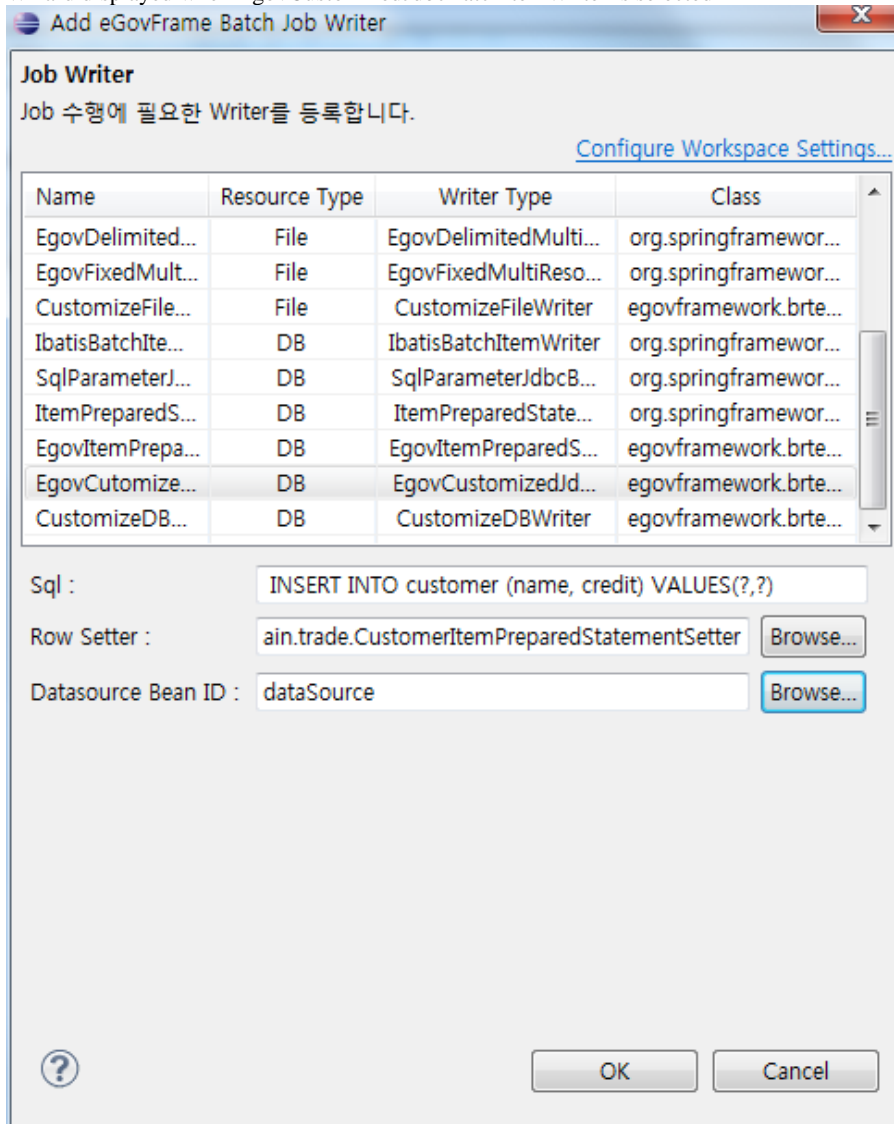 Add eGovFrame Batch Job Writer
Job Writer
Job 수행에 필요한 Writer를 등록합니다.
Configure Workspace Settings...
Name Resource Type Writer Type Class
EgovDelimited... File EgovDelimitedMulti... org.springframewor...
EgovFixedMult... File EgovFixedMultiReso... org.springframewor...
CustomizeFile... File CustomizeFileWriter egovframework.brte...
IbatisBatchIte... DB IbatisBatchItemWriter org.springframewor...
SqlParameterJ... DB SqlParameterJdbcB... org.springframewor...
ItemPreparedS... DB ItemPreparedState... org.springframewor...
EgovItemPrepa... DB EgovItemPreparedS... egovframework.brte...
EgovCutomize... DB EgovCustomizedJd... egovframework.brte...
CustomizeDB... DB CustomizeDBWriter egovframework.brte...
Sql : INSERT INTO customer (name, credit) VALUES(?,?)
Row Setter : ain.trade.CustomerItemPreparedStatementSetter Browse...
Datasource Bean ID : dataSource Browse...
OK Cancel